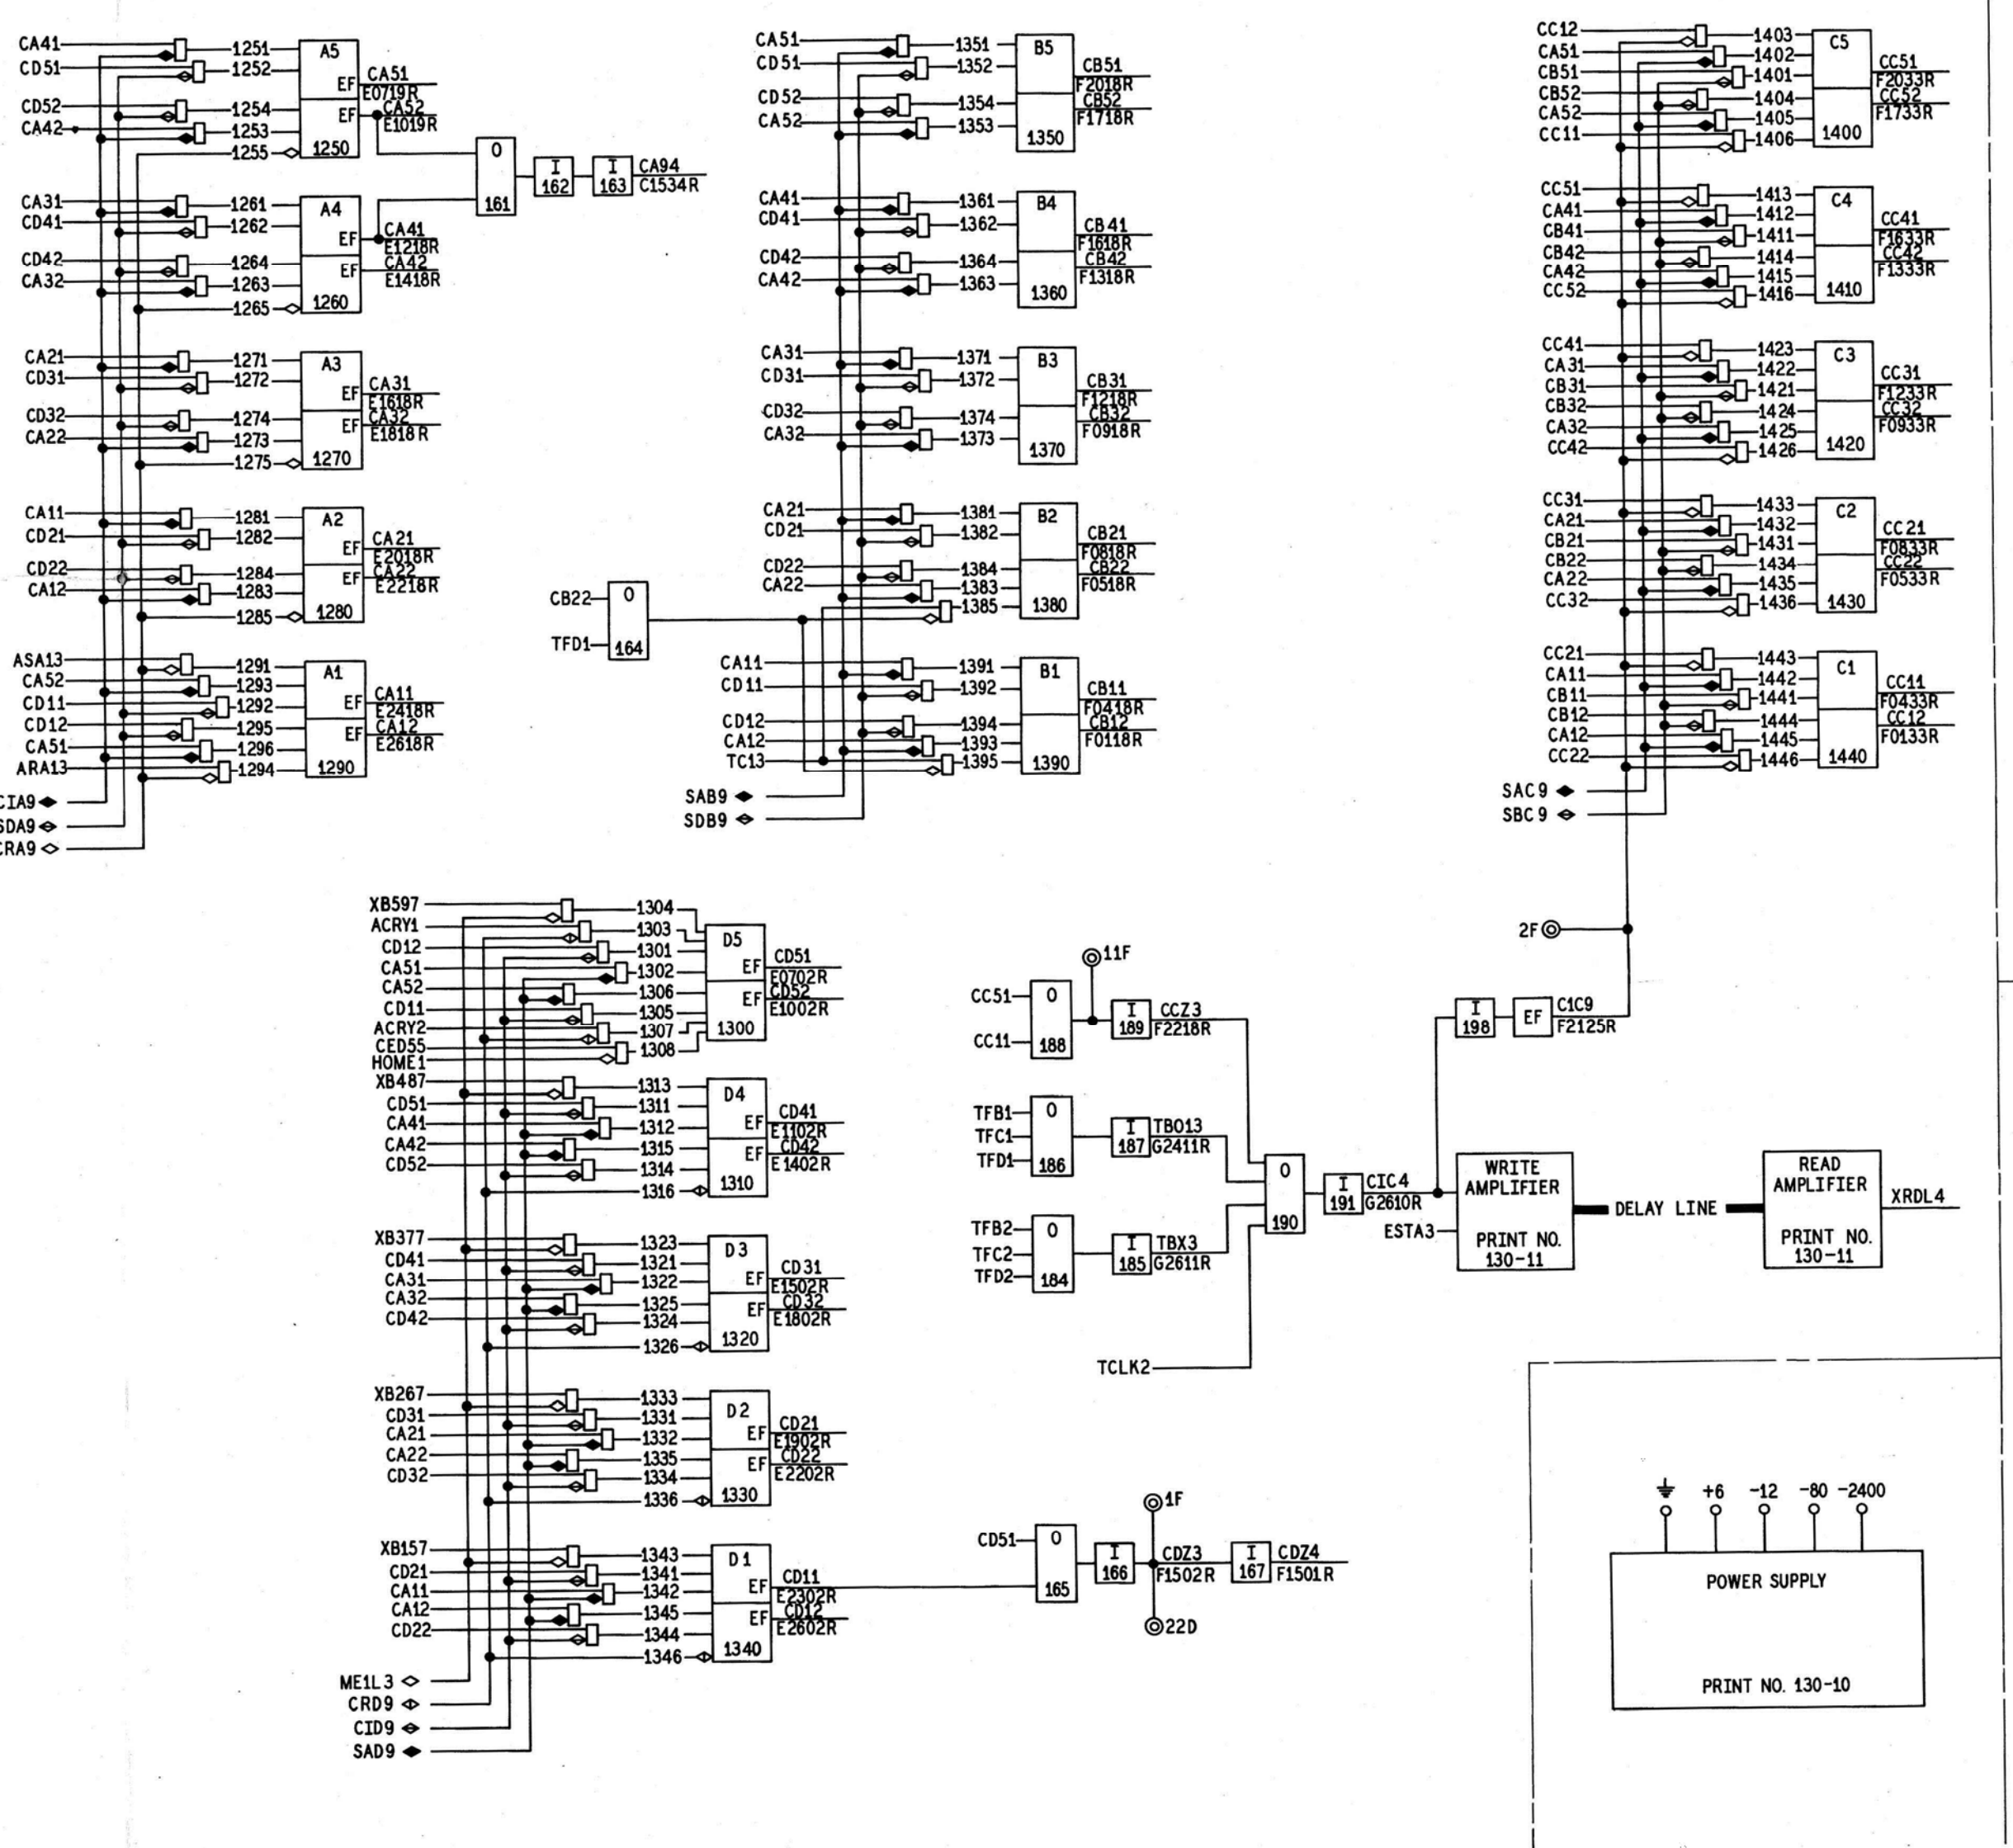 CA41
1251
CD51
1252
A5
EF
CA51
E0719R
CD52
1254
EF
CA52
E1019R
CA42
1253
1255
1250
O
161
I
162
I
163
CA94
C1534R
CA31
1261
CD41
1262
A4
EF
CA41
E1218R
CD42
1264
EF
CA42
E1418R
CA32
1263
1265
1260
CA21
1271
CD31
1272
A3
EF
CA31
E1618R
CD32
1274
EF
CA32
E1818R
CA22
1273
1275
1270
CA11
1281
CD21
1282
A2
EF
CA21
E2018R
CD22
1284
EF
CA22
E2218R
CA12
1283
1285
1280
ASA13
1291
CA52
1293
CD11
1292
A1
EF
CA11
E2418R
CD12
1295
EF
CA12
E2618R
CA51
1296
ARA13
1294
1290
CIA9
SDA9
CRA9
CA51
1351
CD51
1352
B5
CB51
F2018R
CD52
1354
CB52
F1718R
CA52
1353
1350
CA41
1361
CD41
1362
B4
CB41
F1618R
CD42
1364
CB42
F1318R
CA42
1363
1360
CA31
1371
CD31
1372
B3
CB31
F1218R
CD32
1374
CB32
F0918R
CA32
1373
1370
CA21
1381
CD21
1382
B2
CB21
F0818R
CD22
1384
CB22
F0518R
CA22
1383
1385
1380
CB22
TFD1
O
164
CA11
1391
CD11
1392
B1
CB11
F0418R
CD12
1394
CB12
F0118R
CA12
1393
TC13
1395
1390
SAB9
SDB9
CC12
1403
CA51
1402
CB51
1401
C5
CC51
F2033R
CB52
1404
CC52
F1733R
CA52
1405
CC11
1406
1400
CC51
1413
CA41
1412
CB41
1411
C4
CC41
F1633R
CB42
1414
CC42
F1333R
CA42
1415
CC52
1416
1410
CC41
1423
CA31
1422
CB31
1421
C3
CC31
F1233R
CB32
1424
CC32
F0933R
CA32
1425
CC42
1426
1420
CC31
1433
CA21
1432
CB21
1431
C2
CC21
F0833R
CB22
1434
CC22
F0533R
CA22
1435
CC32
1436
1430
CC21
1443
CA11
1442
CB11
1441
C1
CC11
F0433R
CB12
1444
CC12
F0133R
CA12
1445
CC22
1446
1440
SAC9
SBC9
XB597
1304
ACRY1
1303
CD12
1301
CA51
1302
D5
EF
CD51
E0702R
CA52
1306
EF
CD52
E1002R
CD11
1305
ACRY2
1307
CED55
HOME1
1308
1300
XB487
1313
CD51
1311
CA41
1312
D4
EF
CD41
E1102R
CA42
1315
EF
CD42
E1402R
CD52
1314
1316
1310
XB377
1323
CD41
1321
CA31
1322
D3
EF
CD31
E1502R
CA32
1325
EF
CD32
E1802R
CD42
1324
1326
1320
XB267
1333
CD31
1331
CA21
1332
D2
EF
CD21
E1902R
CA22
1335
EF
CD22
E2202R
CD32
1334
1336
1330
XB157
1343
CD21
1341
CA11
1342
D1
EF
CD11
E2302R
CA12
1345
EF
CD12
E2602R
CD22
1344
1346
1340
ME1L3
CRD9
CID9
SAD9
11F
CC51
CC11
O
188
I
189
CCZ3
F2218R
TFB1
TFC1
TFD1
O
186
I
187
TBO13
G2411R
TFB2
TFC2
TFD2
O
184
I
185
TBX3
G2611R
TCLK2
O
190
I
191
CIC4
G2610R
2F
I
198
EF
C1C9
F2125R
ESTA3
WRITE
AMPLIFIER
PRINT NO.
130-11
DELAY LINE
READ
AMPLIFIER
PRINT NO.
130-11
XRDL4
CD51
O
165
I
166
1F
22D
CDZ3
F1502R
I
167
CDZ4
F1501R
+6 -12 -80 -2400
POWER SUPPLY
PRINT NO. 130-10